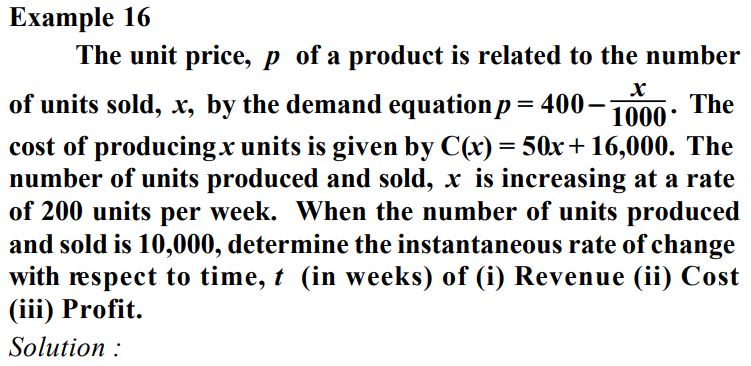 Example 16
The unit price, p of a product is related to the number
of units sold, x, by the demand equation p = 400 − x/1000. The
cost of producing x units is given by C(x) = 50x + 16,000. The
number of units produced and sold, x is increasing at a rate
of 200 units per week. When the number of units produced
and sold is 10,000, determine the instantaneous rate of change
with respect to time, t (in weeks) of (i) Revenue (ii) Cost
(iii) Profit.
Solution :